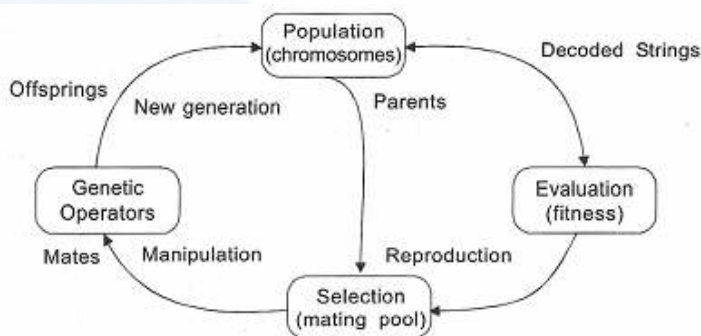 Population
(chromosomes)
Decoded Strings
Offsprings
New generation
Parents
Genetic
Operators
Evaluation
(fitness)
Mates
Manipulation
Reproduction
Selection
(mating pool)